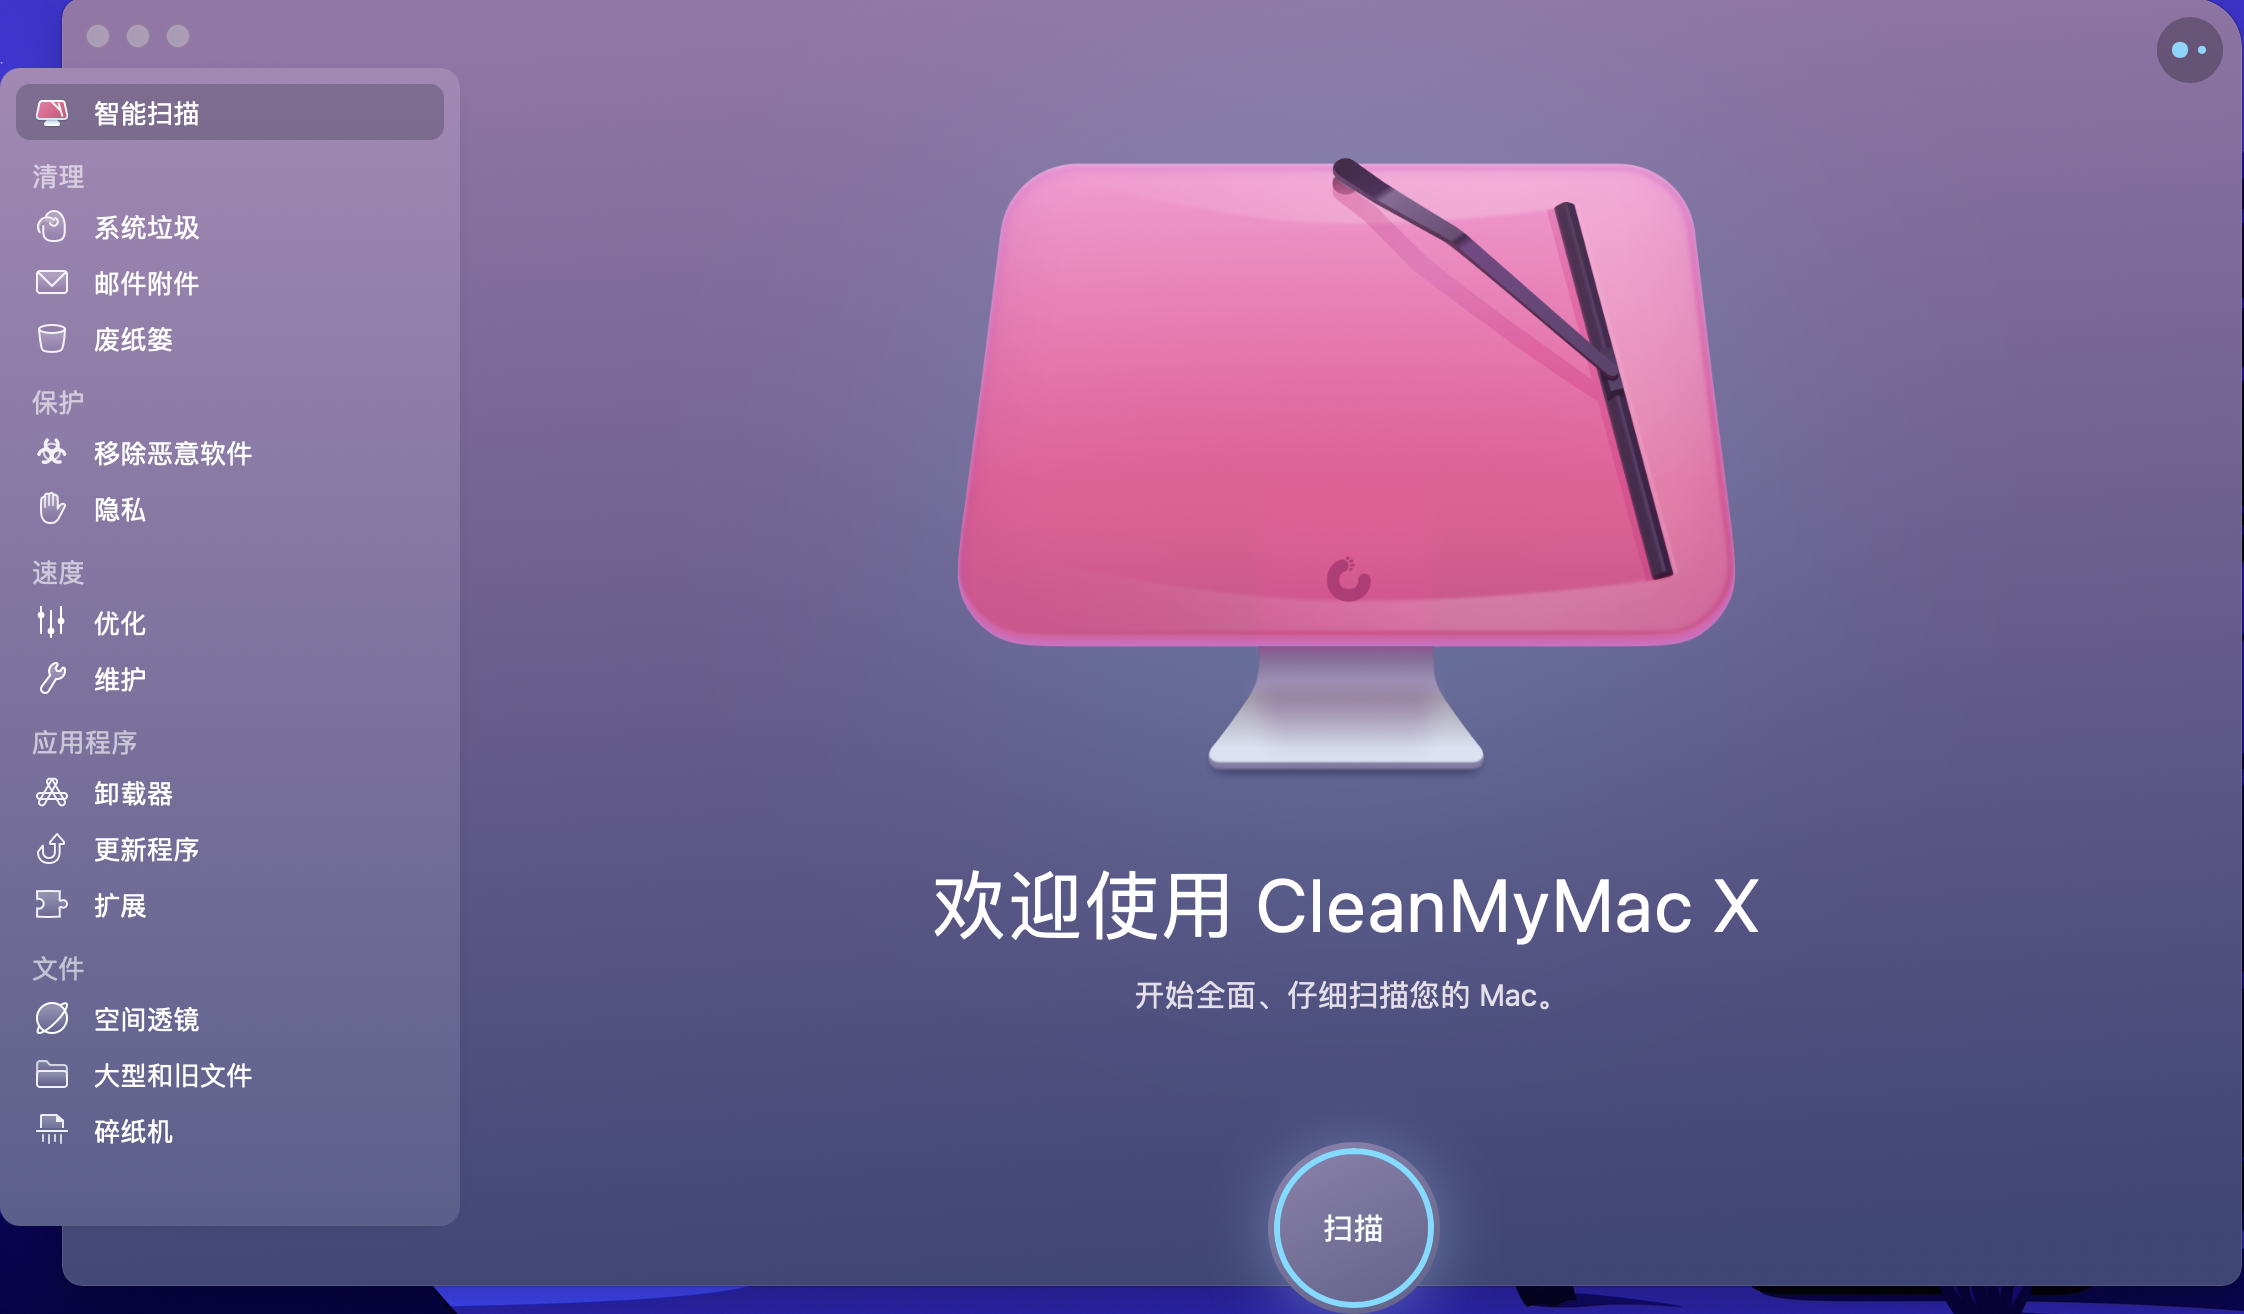 智能扫描
清理
系统垃圾
邮件附件
废纸篓
保护
移除恶意软件
隐私
速度
优化
维护
应用程序
卸载器
更新程序
扩展
文件
空间透镜
大型和旧文件
碎纸机
欢迎使用 CleanMyMac X
开始全面、仔细扫描您的 Mac。
扫描